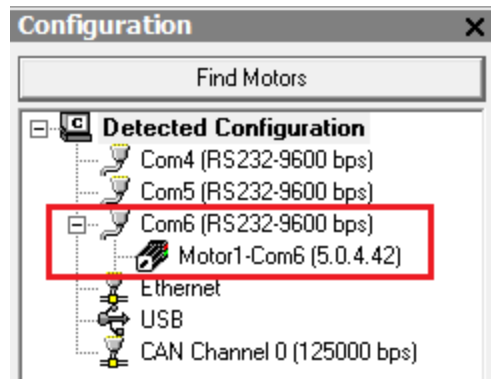 Configuration
Find Motors
Detected Configuration
Com4 (RS232-9600 bps)
Com5 (RS232-9600 bps)
Com6 (RS232-9600 bps)
Motor1-Com6 (5.0.4.42)
Ethernet
USB
CAN Channel 0 (125000 bps)